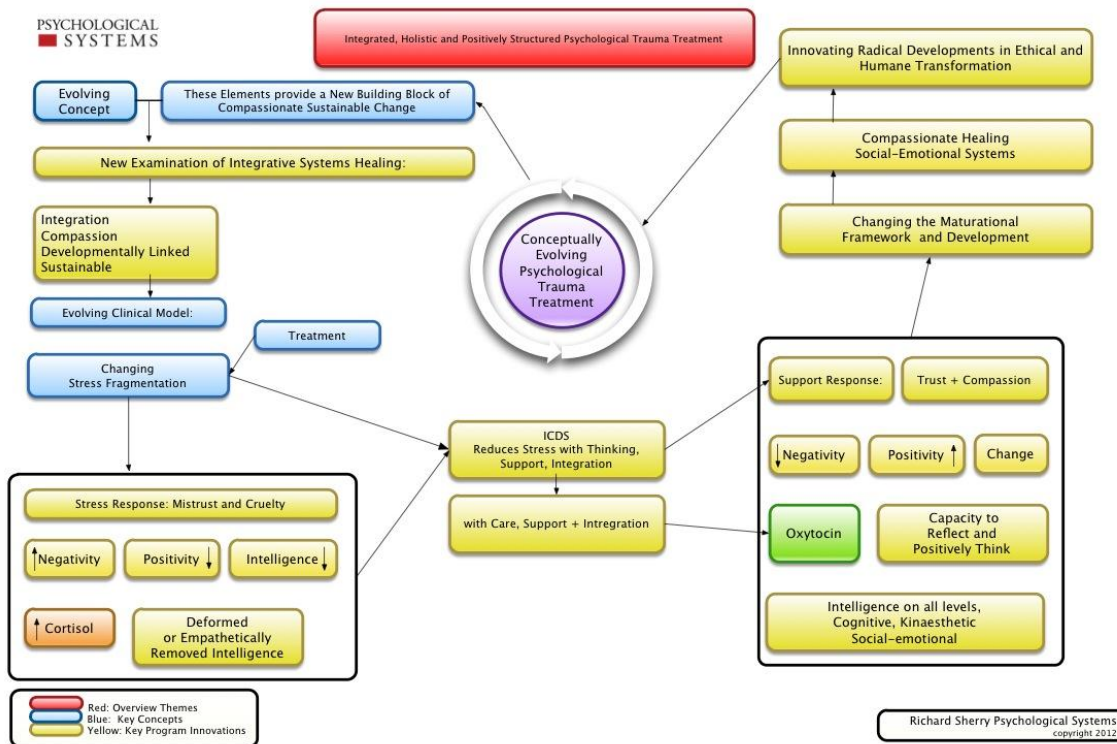 PSYCHOLOGICAL
SYSTEMS
Integrated, Holistic and Positively Structured Psychological Trauma Treatment
Evolving
Concept
These Elements provide a New Building Block of
Compassionate Sustainable Change
New Examination of Integrative Systems Healing:
Integration
Compassion
Developmentally Linked
Sustainable
Evolving Clinical Model:
Treatment
Changing
Stress Fragmentation
Stress Response: Mistrust and Cruelty
Negativity
Positivity
Intelligence
Cortisol
Deformed
or Empathetically
Removed Intelligence
Conceptually
Evolving
Psychological
Trauma
Treatment
ICDS
Reduces Stress with Thinking,
Support, Integration
with Care, Support + Intregration
Innovating Radical Developments in Ethical and
Humane Transformation
Compassionate Healing
Social-Emotional Systems
Changing the Maturational
Framework and Development
Support Response:
Trust + Compassion
Negativity
Positivity
Change
Oxytocin
Capacity to
Reflect and
Positively Think
Intelligence on all levels,
Cognitive, Kinaesthetic
Social-emotional
Red: Overview Themes
Blue: Key Concepts
Yellow: Key Program Innovations
Richard Sherry Psychological Systems
copyright 2012